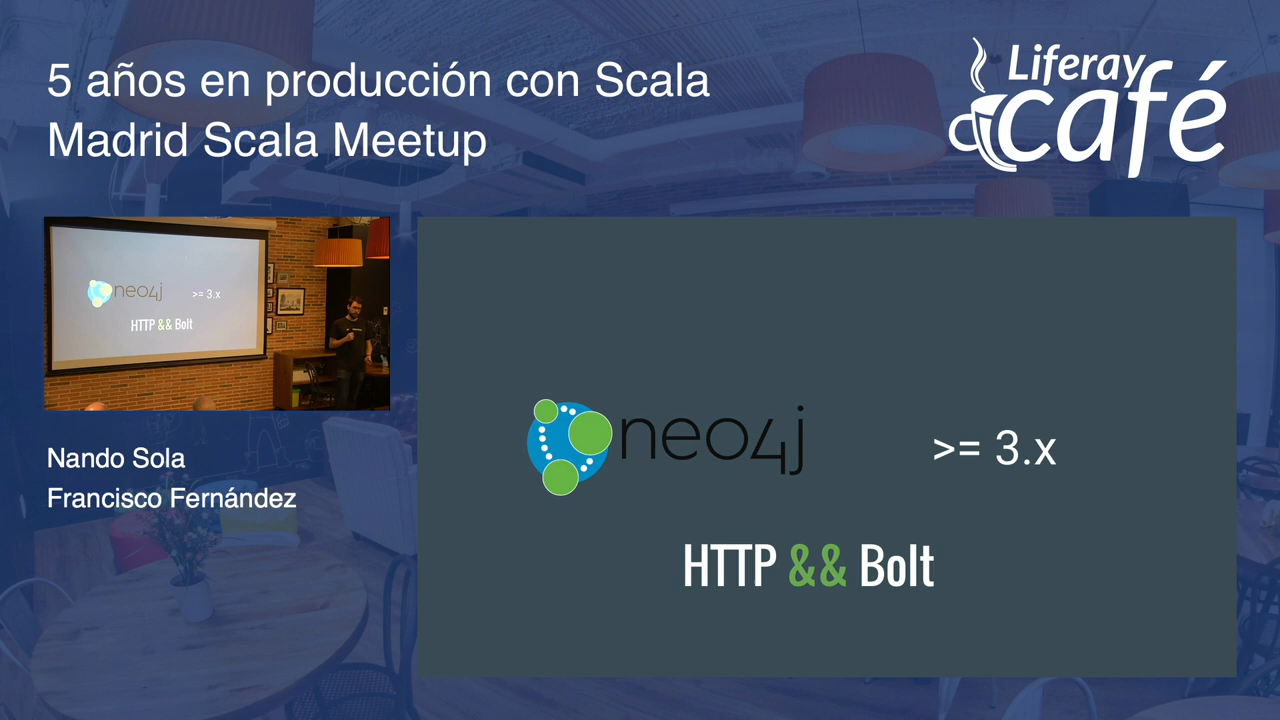 5 años en producción con Scala
Madrid Scala Meetup
Liferay
café
neo4j
>= 3.x
HTTP && Bolt
Nando Sola
Francisco Fernández
neo4j
>= 3.x
HTTP && Bolt